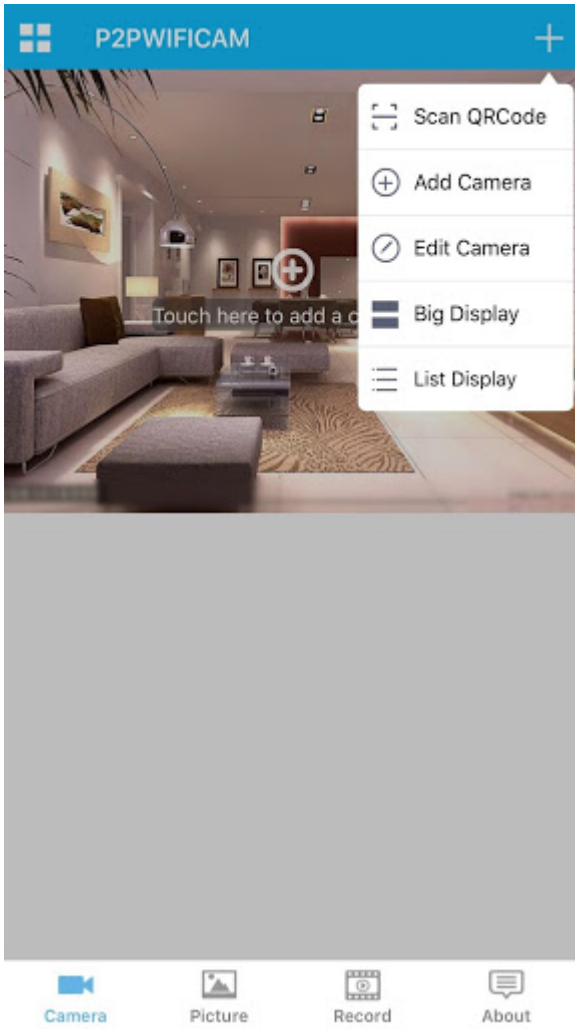 P2PWIFICAM
Scan QRCode
Add Camera
Edit Camera
Touch here to add a c
Big Display
List Display
Camera
Picture
Record
About